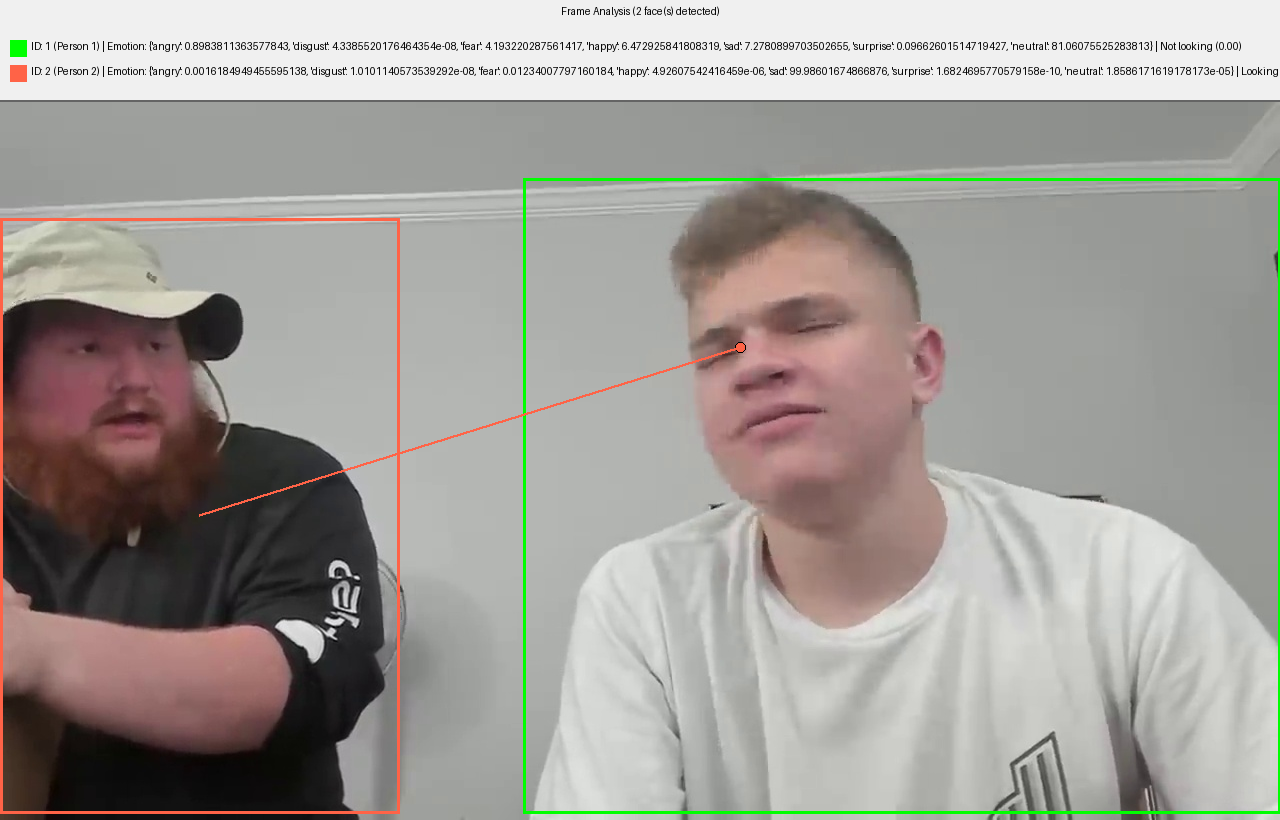 Frame Analysis (2 face(s) detected)
ID: 1 (Person 1) | Emotion: {'angry': 0.8983811363577843, 'disgust': 4.3385520176464354e-08, 'fear': 4.193220287561417, 'happy': 6.472925841808319, 'sad': 7.2780899703502655, 'surprise': 0.09662601514719427, 'neutral': 81.06075525283813} | Not looking (0.00)
ID: 2 (Person 2) | Emotion: {'angry': 0.0016184949455595138, 'disgust': 1.0101140573539292e-08, 'fear': 0.01234007797160184, 'happy': 4.92607542416459e-06, 'sad': 99.98601674866876, 'surprise': 1.6824695770579158e-10, 'neutral': 1.8586171619178173e-05} | Looking